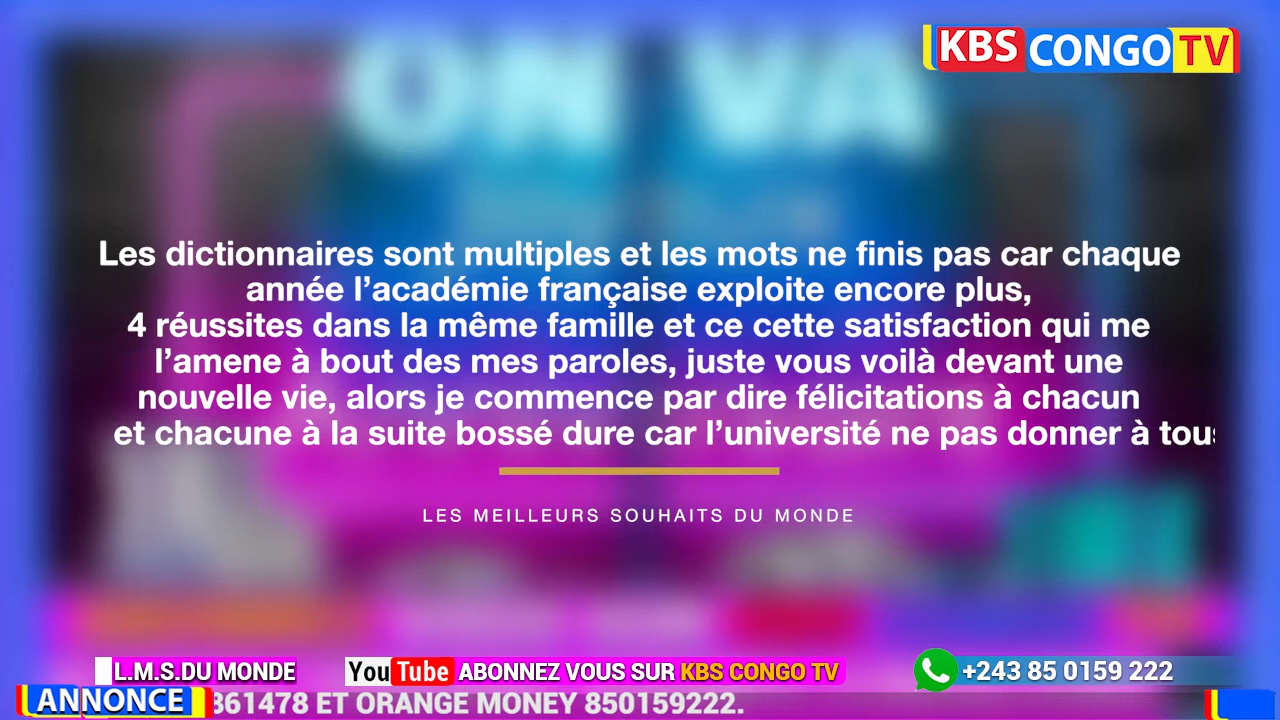 KBS CONGO TV
ON VA
Les dictionnaires sont multiples et les mots ne finis pas car chaque
année l’académie française exploite encore plus,
4 réussites dans la même famille et ce cette satisfaction qui me
l’amene à bout des mes paroles, juste vous voilà devant une
nouvelle vie, alors je commence par dire félicitations à chacun
et chacune à la suite bossé dure car l’université ne pas donner à tous
LES MEILLEURS SOUHAITS DU MONDE
L.M.S.DU MONDE
YouTube ABONNEZ VOUS SUR KBS CONGO TV
+243 85 0159 222
ANNONCE
861478 ET ORANGE MONEY 850159222.